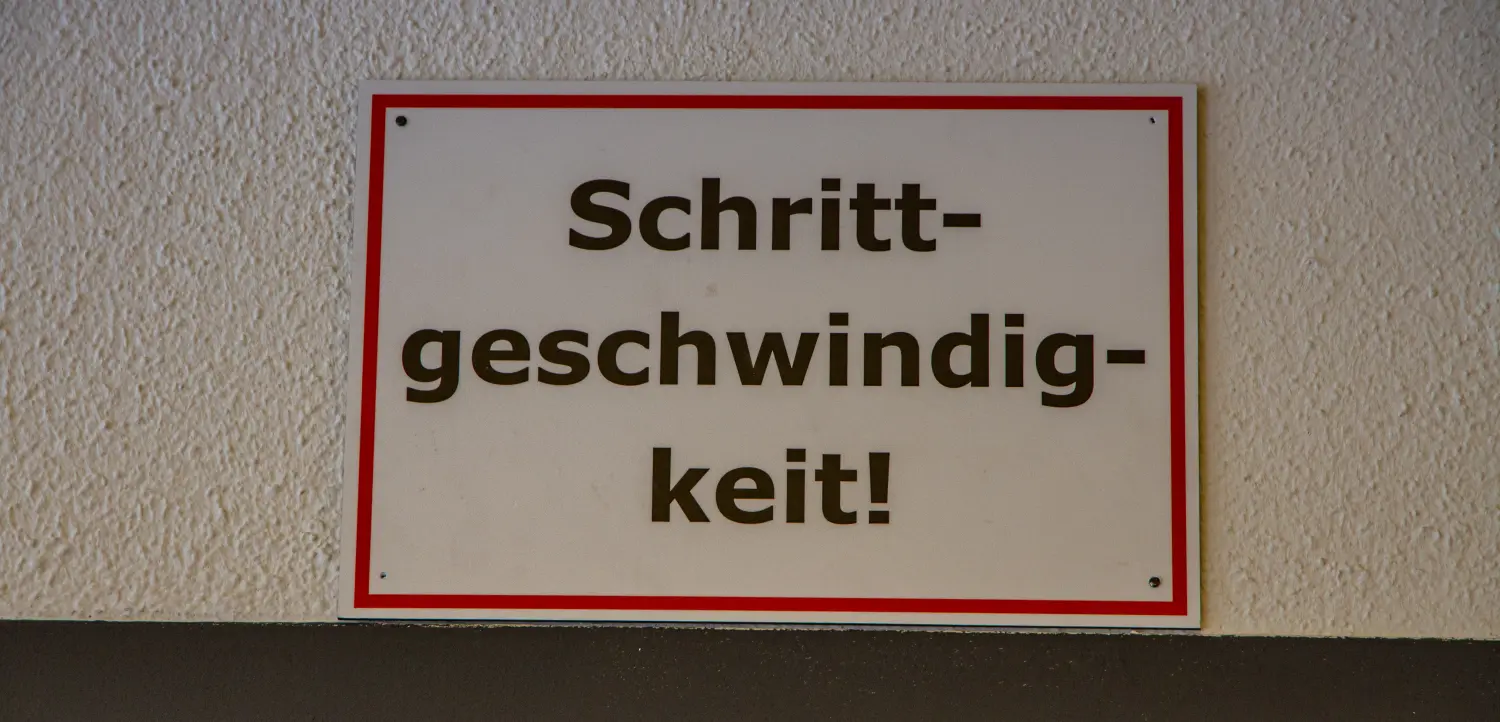 Schritt-
geschwindig-
keit!